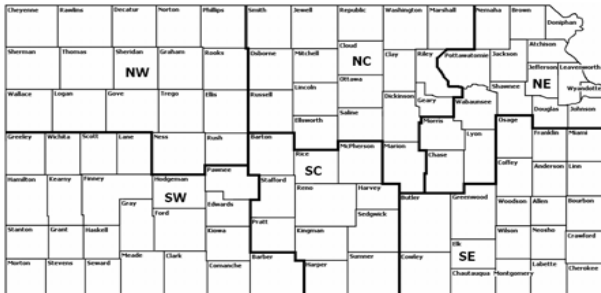 Cheyenne Rawlins Decatur Norton Phillips Smith Jewell Republic Washington Marshall Nemaha Brown Doniphan
Sherman Thomas Sheridan Graham Rooks Osborne Mitchell Cloud Clay Riley Pottawatomie Jackson Atchison
NW NC NE
Jefferson Leavenworth
Wyandotte
Wallace Logan Gove Trego Ellis Russell Lincoln Ottawa Dickinson Geary Wabaunsee Shawnee Douglas Johnson
Ellsworth Saline Morris
Greeley Wichita Scott Lane Ness Rush Barton Rice McPherson Marion Chase Lyon Osage Franklin Miami
SC
Hamilton Kearny Finney Hodgeman Pawnee Stafford Reno Harvey Coffey Anderson Linn
SW
Gray Ford Edwards Sedgwick Butler Greenwood Woodson Allen Bourbon
Stanton Grant Haskell Kiowa Pratt Kingman Elk Wilson Neosho Crawford
SE
Morton Stevens Seward Meade Clark Comanche Barber Harper Sumner Cowley Chautauqua Montgomery Labette Cherokee